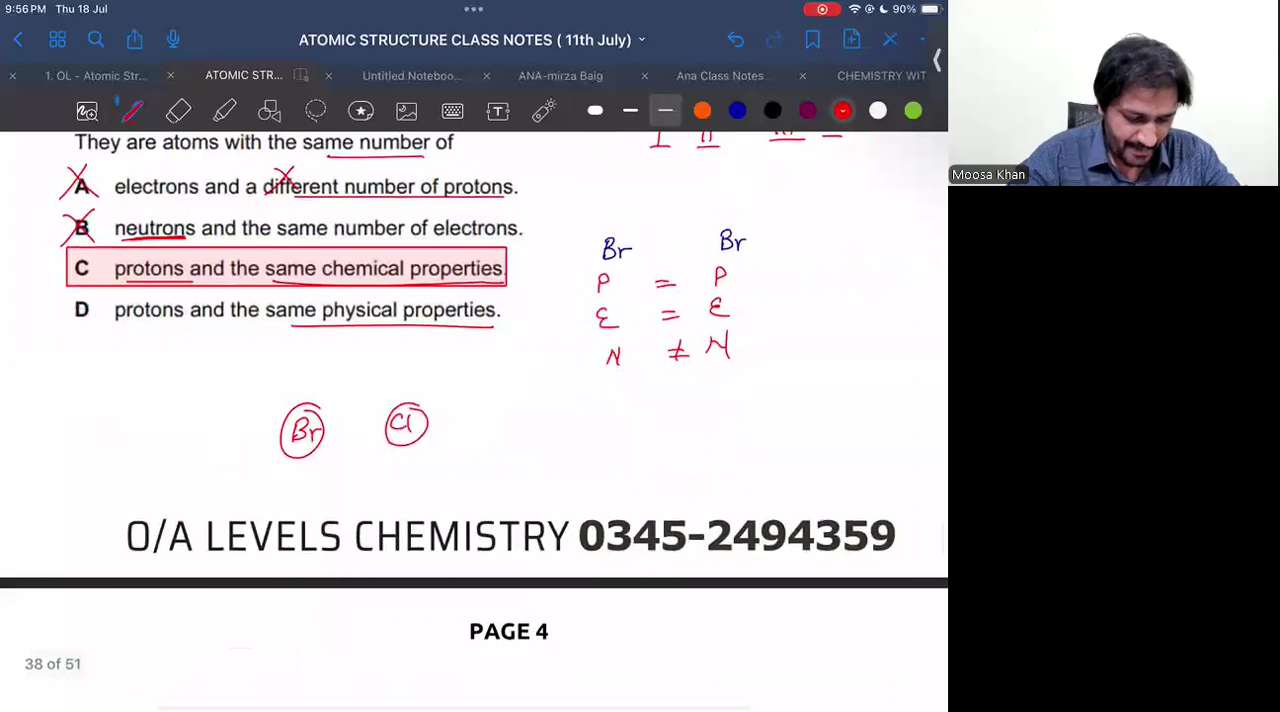 9:56 PM Thu 18 Jul
90%
ATOMIC STRUCTURE CLASS NOTES ( 11th July)
1. OL - Atomic Str...
ATOMIC STR...
Untitled Noteboo...
ANA-mirza Baig
Ana Class Notes
CHEMISTRY WIT
They are atoms with the same number of
I II III
A electrons and a different number of protons.
B neutrons and the same number of electrons.
C protons and the same chemical properties.
D protons and the same physical properties.
Br Br
P = P
E = E
N ≠ N
Br Cl
O/A LEVELS CHEMISTRY 0345-2494359
PAGE 4
38 of 51
Moosa Khan